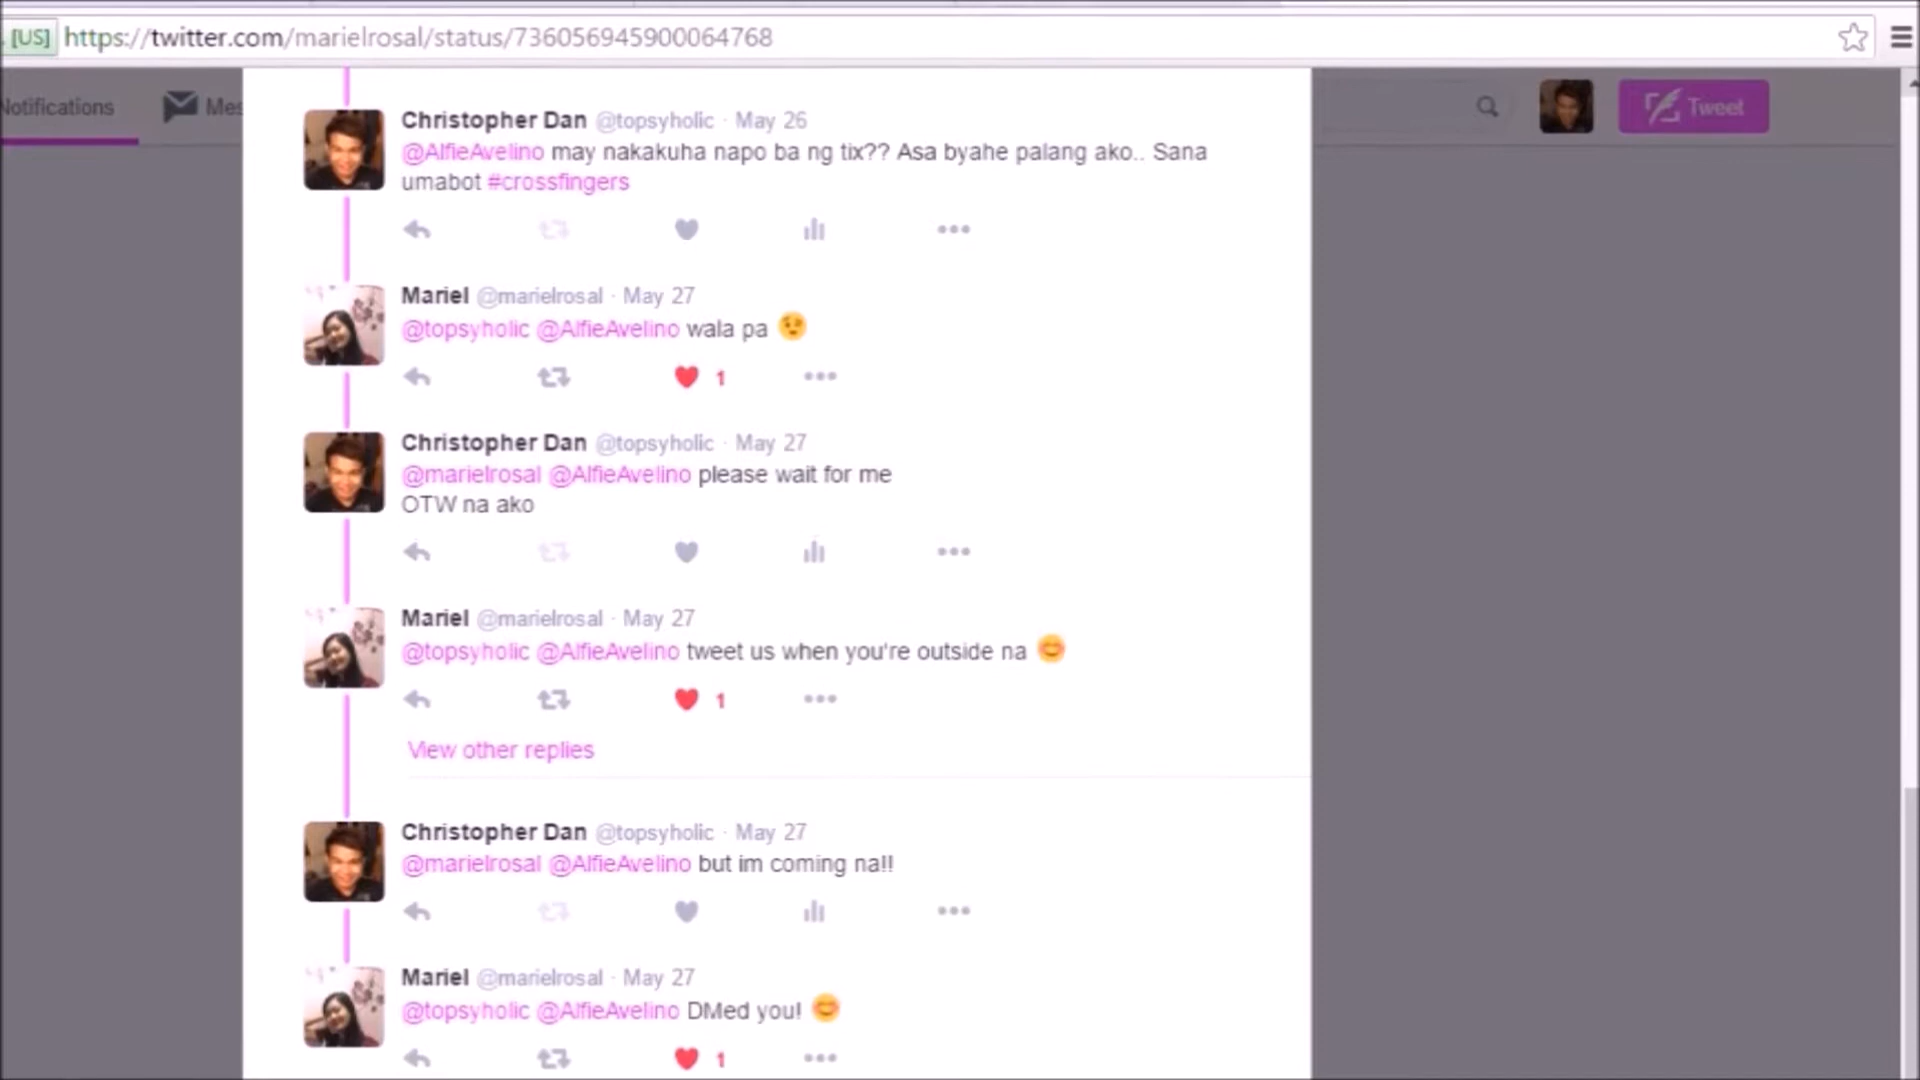 [US] https://twitter.com/marielrosal/status/736056945900064768
Notifications Mes Tweet
Christopher Dan @topsyholic · May 26
@AlfieAvelino may nakakuha napo ba ng tix?? Asa byahe palang ako.. Sana
umabot #crossfingers
Mariel @marielrosal · May 27
@topsyholic @AlfieAvelino wala pa 😟
1
Christopher Dan @topsyholic · May 27
@marielrosal @AlfieAvelino please wait for me
OTW na ako
Mariel @marielrosal · May 27
@topsyholic @AlfieAvelino tweet us when you're outside na 😊
1
View other replies
Christopher Dan @topsyholic · May 27
@marielrosal @AlfieAvelino but im coming na!!
Mariel @marielrosal · May 27
@topsyholic @AlfieAvelino DMed you! 😊
1